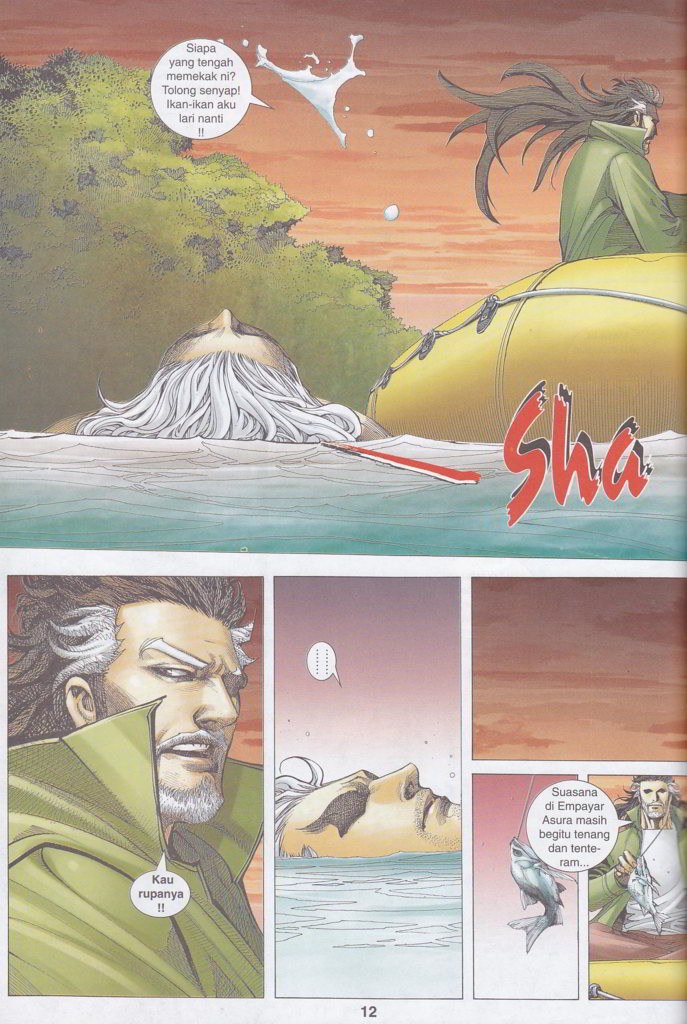 Siapa
yang tengah
memekak ni?
Tolong senyap!
Ikan-ikan aku
lari nanti
!!
Sha
Kau
rupanya
!!
Suasana
di Empayar
Asura masih
begitu tenang
dan tente-
ram...
12